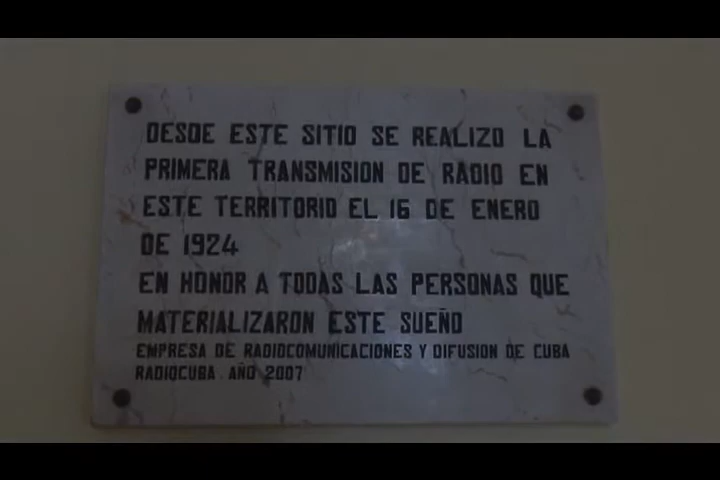 DESDE ESTE SITIO SE REALIZO LA
PRIMERA TRANSMISION DE RADIO EN
ESTE TERRITORIO EL 16 DE ENERO
DE 1924
EN HONOR A TODAS LAS PERSONAS QUE
MATERIALIZARON ESTE SUEÑO
EMPRESA DE RADIOCOMUNICACIONES Y DIFUSION DE CUBA
RADIOCUBA. AÑO 2007